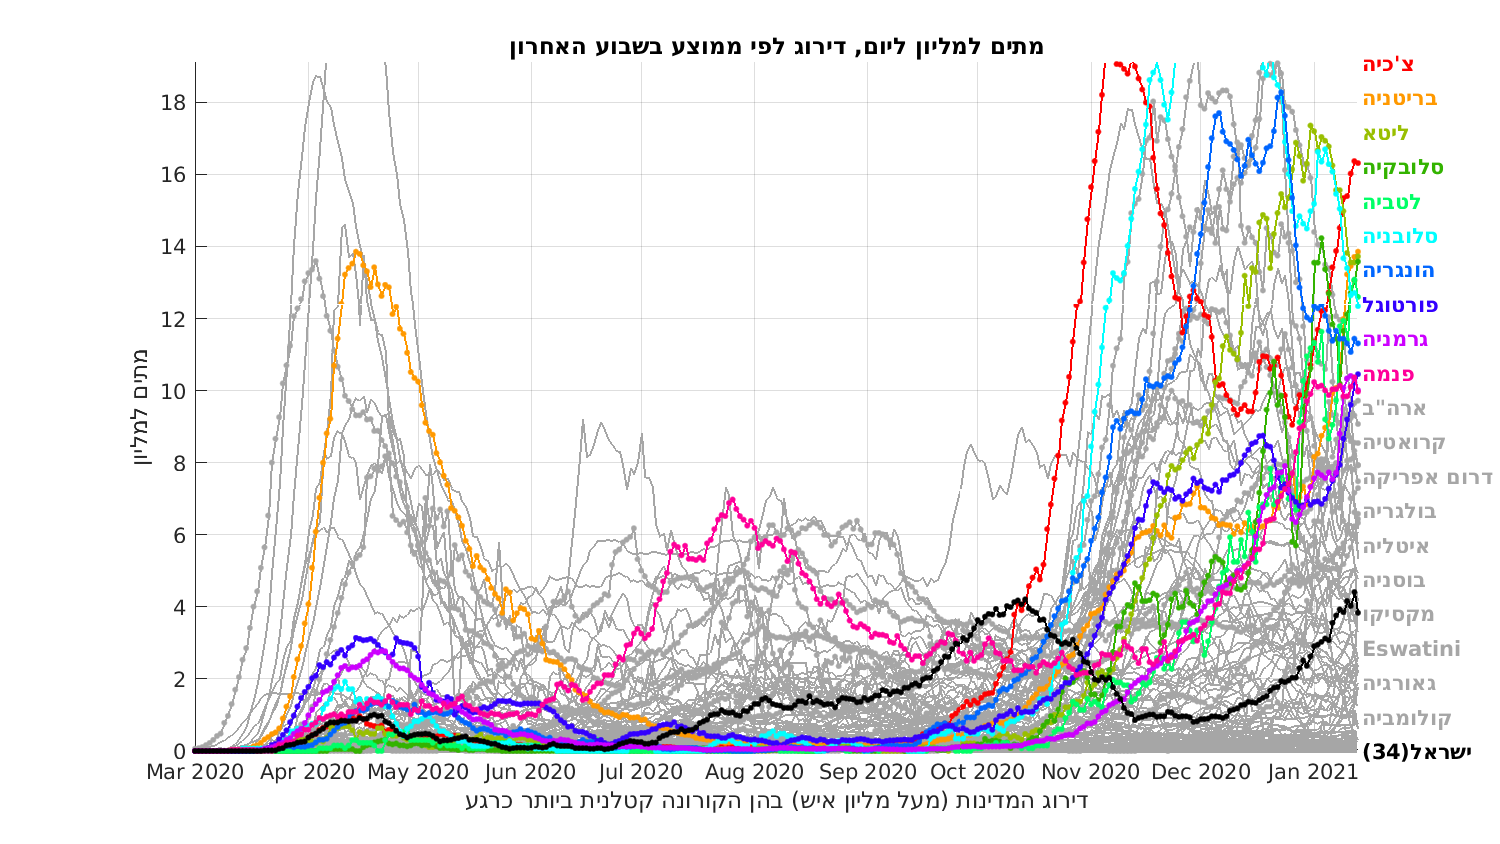 מתים למליון ליום, דירוג לפי ממוצע בשבוע האחרון
מתים למליון
18
16
14
12
10
8
6
4
2
0
Mar 2020 Apr 2020 May 2020 Jun 2020 Jul 2020 Aug 2020 Sep 2020 Oct 2020 Nov 2020 Dec 2020 Jan 2021
דירוג המדינות (מעל מליון איש) בהן הקורונה קטלנית ביותר כרגע
צ'כיה
בריטניה
ליטא
סלובקיה
לטביה
סלובניה
הונגריה
פורטוגל
גרמניה
פנמה
ארה"ב
קרואטיה
דרום אפריקה
בולגריה
איטליה
בוסניה
מקסיקו
Eswatini
גאורגיה
קולומביה
ישראל(34)